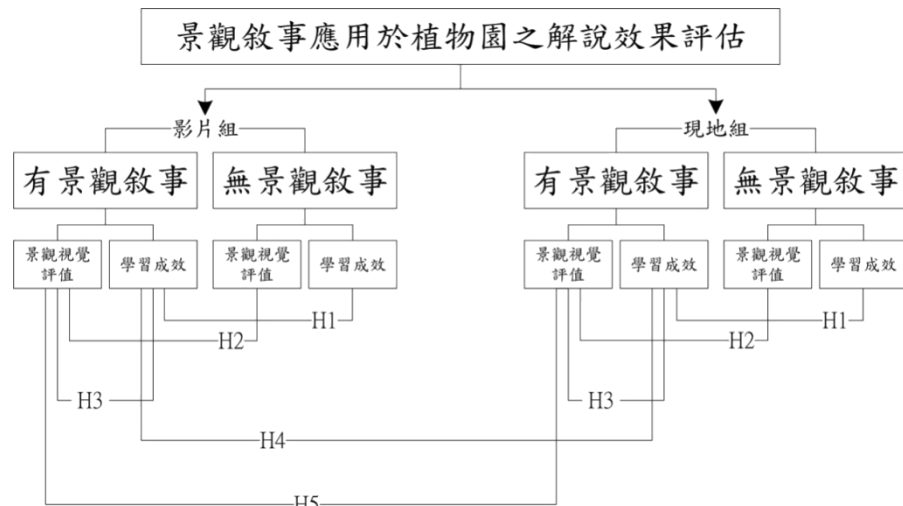 景觀敘事應用於植物園之解說效果評估
影片組
現地組
有景觀敘事
無景觀敘事
有景觀敘事
無景觀敘事
景觀視覺
評值
學習成效
景觀視覺
評值
學習成效
景觀視覺
評值
學習成效
景觀視覺
評值
學習成效
H1
H1
H2
H2
H3
H3
H4
H5